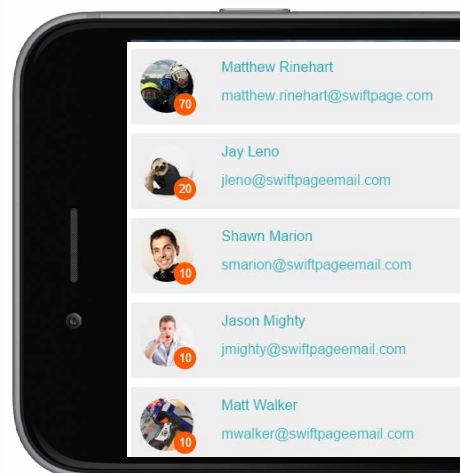 Matthew Rinehart
matthew.rinehart@swiftpage.com
70
Jay Leno
jleno@swiftpageemail.com
20
Shawn Marion
smarion@swiftpageemail.com
10
Jason Mighty
jmighty@swiftpageemail.com
10
Matt Walker
mwalker@swiftpageemail.com
10